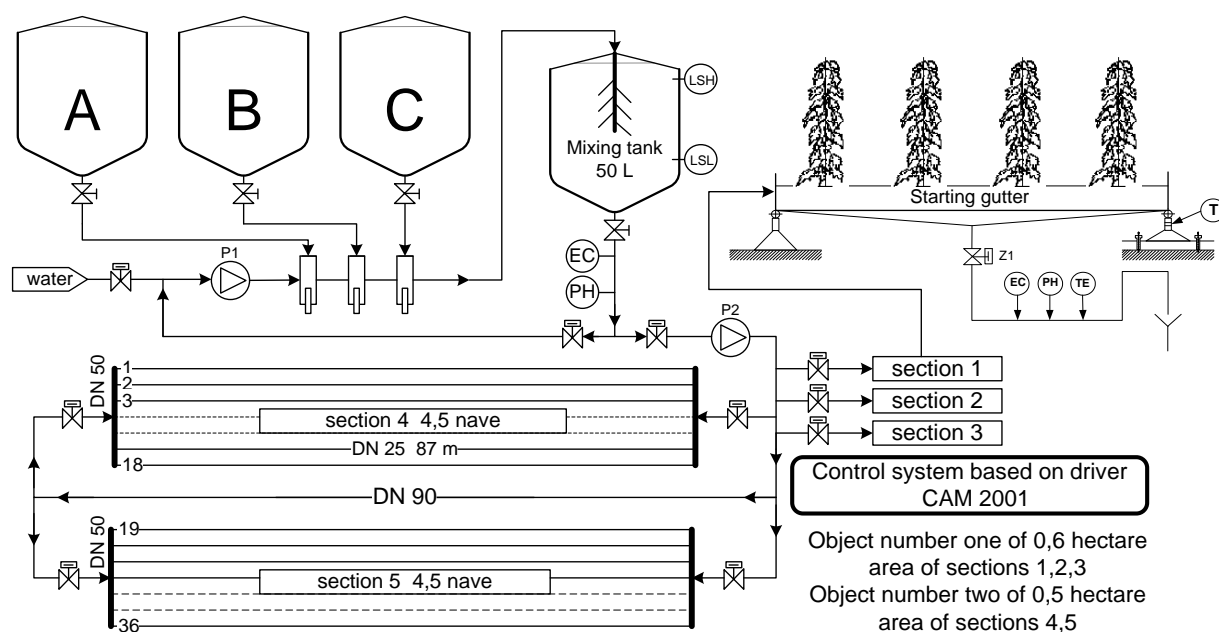 A
B
C
LSH
Mixing tank
50 L
LSL
Starting gutter
T
P1
EC
Z1
water
PH
EC
PH
TE
P2
DN 50
1
2
3
section 1
section 4 4,5 nave
section 2
DN 25 87 m
section 3
18
Control system based on driver
CAM 2001
DN 90
DN 50
19
Object number one of 0,6 hectare
area of sections 1,2,3
section 5 4,5 nave
Object number two of 0,5 hectare
area of sections 4,5
36